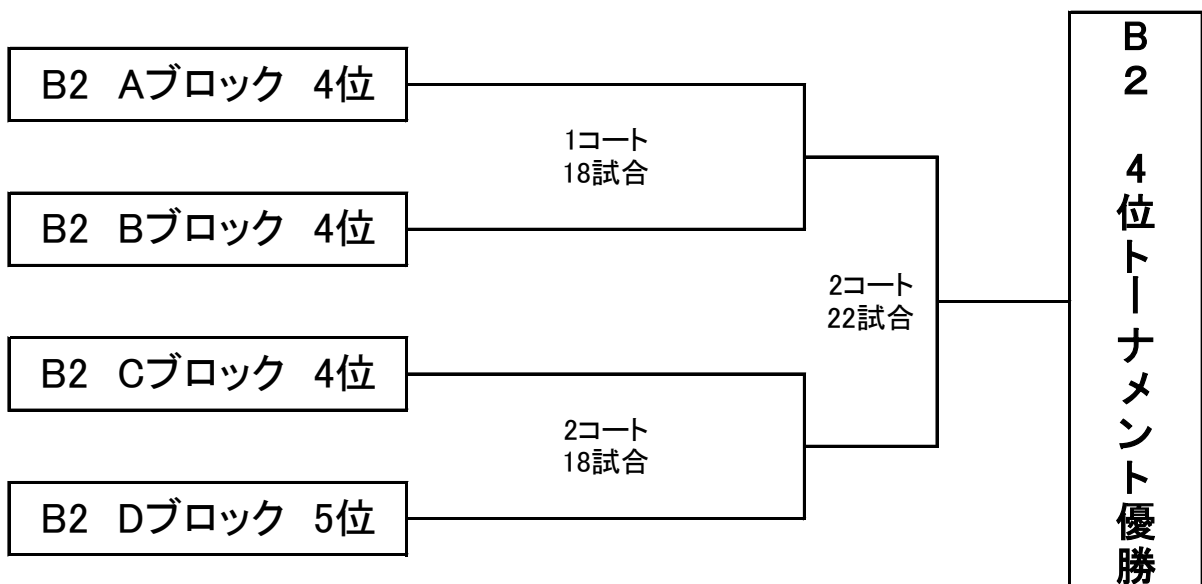 B2 Aブロック 4位
1コート
18試合
B2 Bブロック 4位
2コート
22試合
B2 Cブロック 4位
2コート
18試合
B2 Dブロック 5位
B2 4位トーナメント優勝